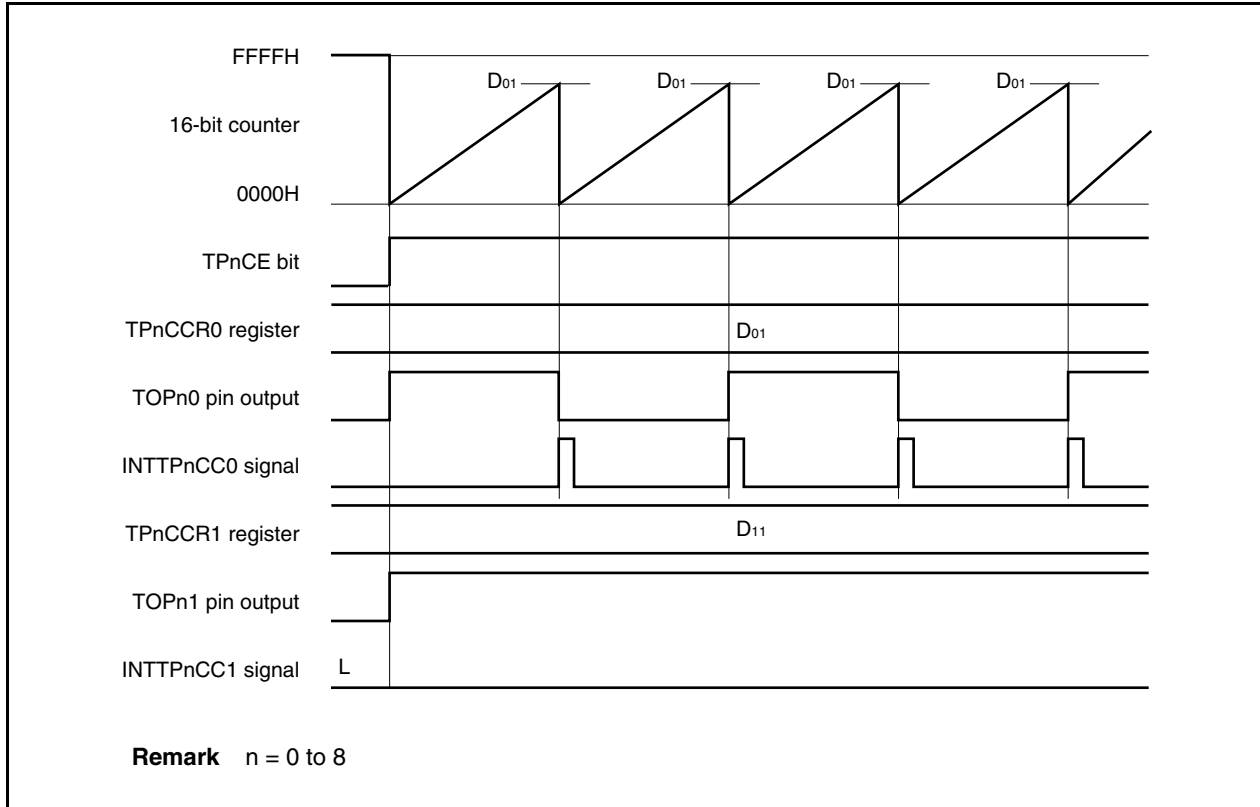 FFFFH
D01 D01 D01 D01
16-bit counter
0000H
TPnCE bit
TPnCCR0 register D01
TOPn0 pin output
INTTPnCC0 signal
TPnCCR1 register D11
TOPn1 pin output
INTTPnCC1 signal L
Remark n = 0 to 8